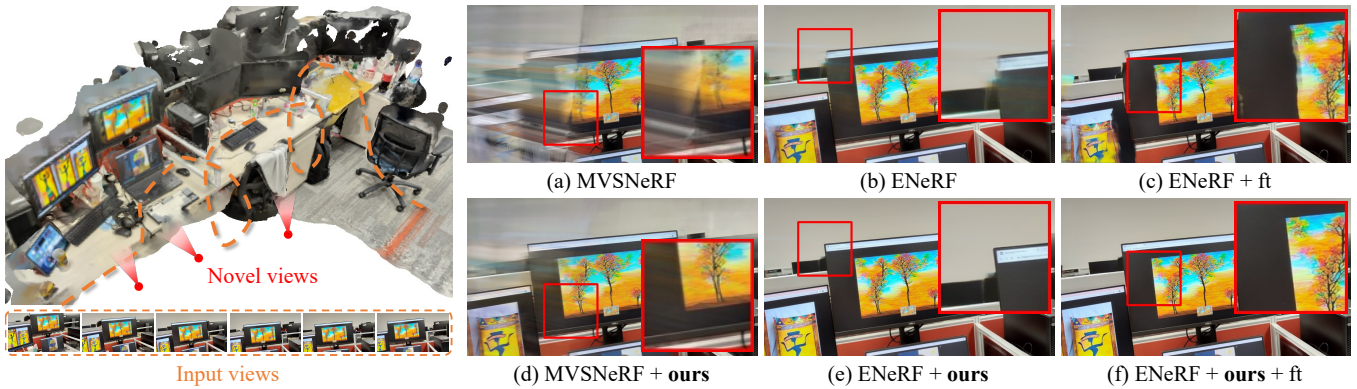 Novel views
Input views
(a) MVSNeRF
(b) ENeRF
(c) ENeRF + ft
(d) MVSNeRF + ours
(e) ENeRF + ours
(f) ENeRF + ours + ft